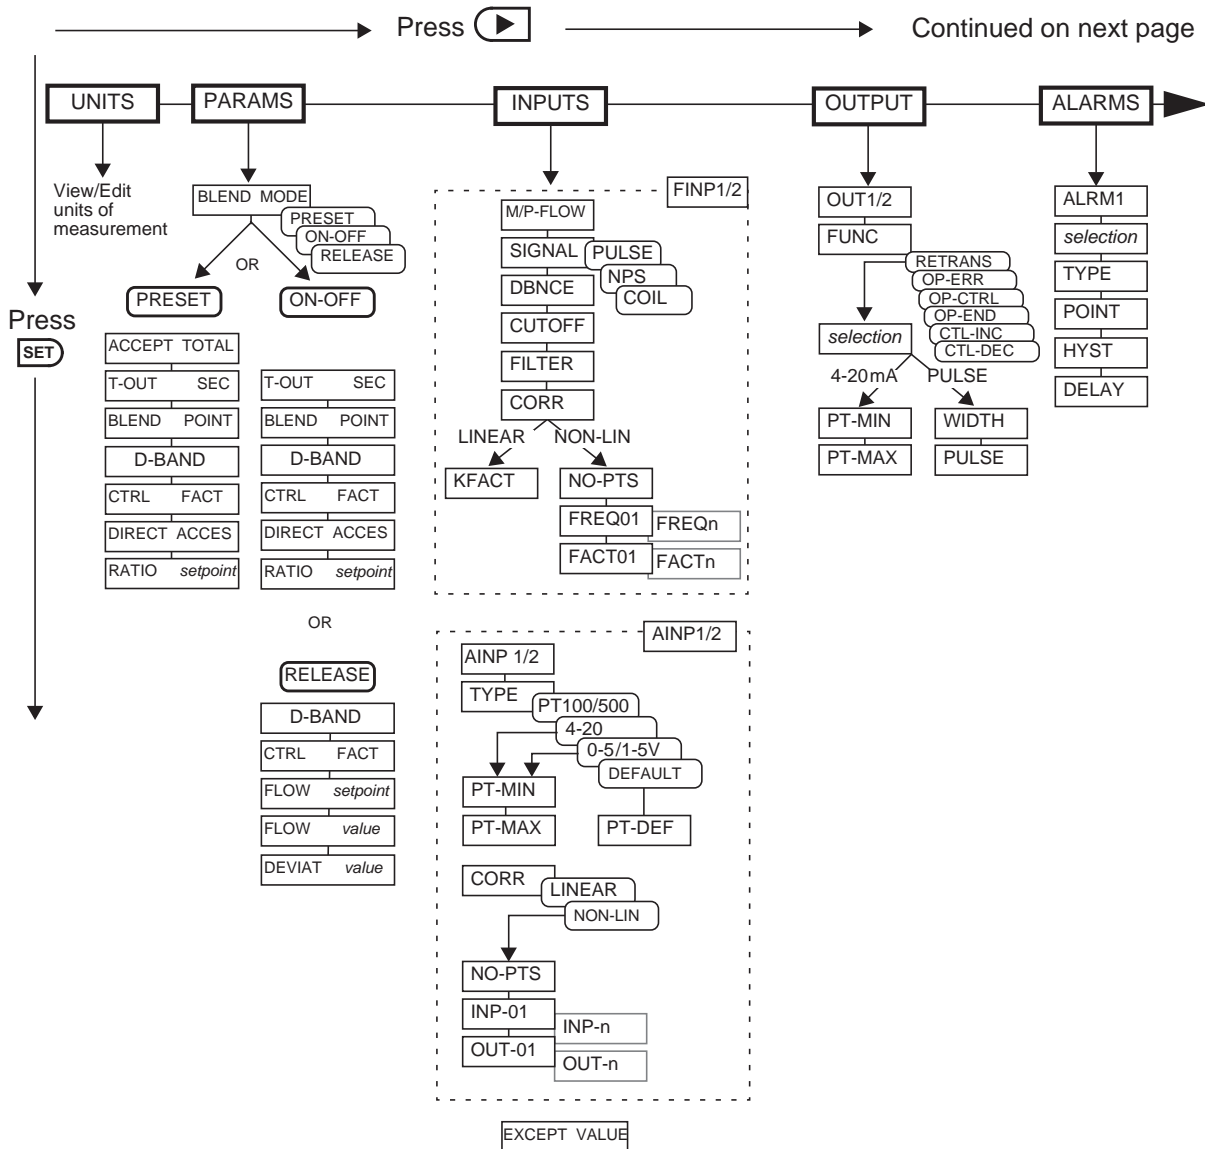 Press
Continued on next page
UNITS
PARAMS
INPUTS
OUTPUT
ALARMS
Press
SET
View/Edit
units of
measurement
BLEND MODE
PRESET
ON-OFF
RELEASE
OR
PRESET
ON-OFF
ACCEPT TOTAL
T-OUT SEC
BLEND POINT
D-BAND
CTRL FACT
DIRECT ACCES
RATIO setpoint
T-OUT SEC
BLEND POINT
D-BAND
CTRL FACT
DIRECT ACCES
RATIO setpoint
OR
RELEASE
D-BAND
CTRL FACT
FLOW setpoint
FLOW value
DEVIAT value
FINP1/2
M/P-FLOW
SIGNAL
PULSE
NPS
COIL
DBNCE
CUTOFF
FILTER
CORR
LINEAR
NON-LIN
KFACT
NO-PTS
FREQ01
FREQn
FACT01
FACTn
AINP1/2
AINP 1/2
TYPE
PT100/500
4-20
0-5/1-5V
DEFAULT
PT-MIN
PT-MAX
PT-DEF
CORR
LINEAR
NON-LIN
NO-PTS
INP-01
INP-n
OUT-01
OUT-n
EXCEPT VALUE
OUT1/2
FUNC
RETRANS
OP-ERR
OP-CTRL
OP-END
CTL-INC
CTL-DEC
selection
4-20mA
PULSE
PT-MIN
PT-MAX
WIDTH
PULSE
ALRM1
selection
TYPE
POINT
HYST
DELAY